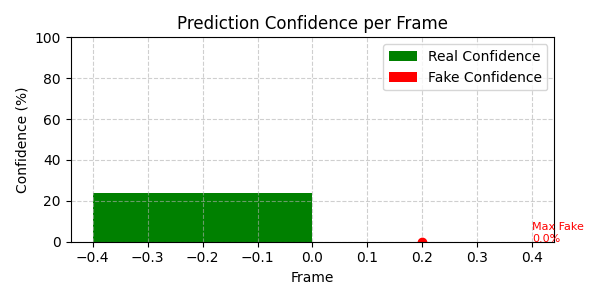 Prediction Confidence per Frame
Confidence (%)
100
80
60
40
20
0
Real Confidence
Fake Confidence
Max Fake
0.0%
−0.4 −0.3 −0.2 −0.1 0.0 0.1 0.2 0.3 0.4
Frame